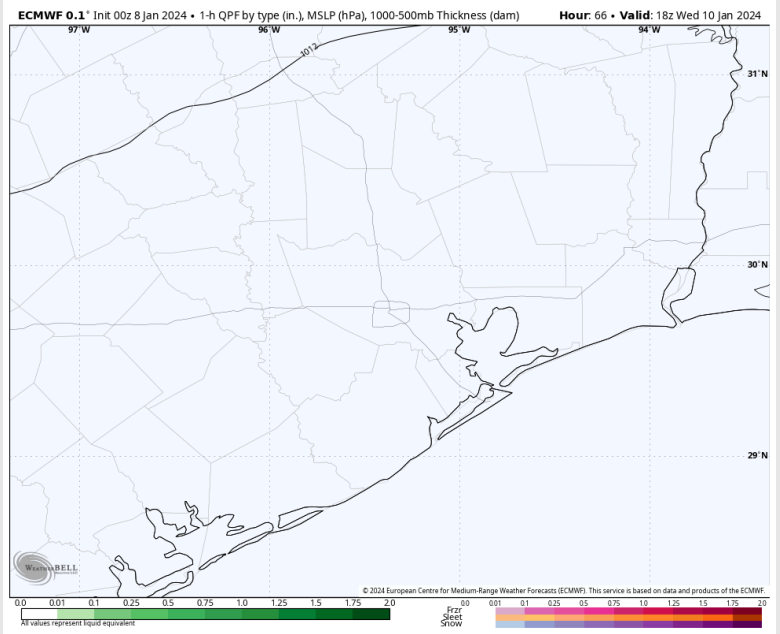 ECMWF 0.1° Init 00z 8 Jan 2024 • 1-h QPF by type (in.), MSLP (hPa), 1000-500mb Thickness (dam)
Hour: 66 • Valid: 18z Wed 10 Jan 2024
97°W 96°W 95°W 94°W
1012
31°N
30°N
29°N
WEATHERBELL
© 2024 European Centre for Medium-Range Weather Forecasts (ECMWF). This service is based on data and products of the ECMWF.
0.0 0.01 0.1 0.25 0.5 0.75 1.0 1.25 1.5 1.75 2.0
All values represent liquid equivalent
0.0 0.01 0.1 0.25 0.5 0.75 1.0 1.25 1.5 1.75 2.0
Frzr
Sleet
Snow